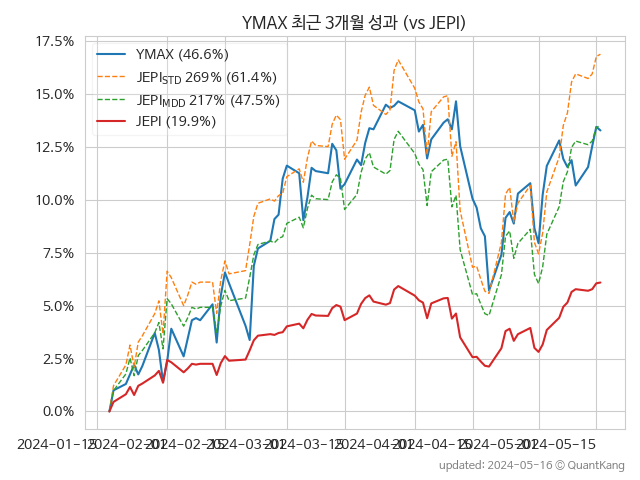 YMAX 최근 3개월 성과 (vs JEPI)
17.5%
15.0%
12.5%
10.0%
7.5%
5.0%
2.5%
0.0%
YMAX (46.6%)
JEPI_STD 269% (61.4%)
JEPI_MDD 217% (47.5%)
JEPI (19.9%)
2024-01-15 2024-02-01 2024-02-15 2024-03-01 2024-03-15 2024-04-01 2024-04-15 2024-05-01 2024-05-15
updated: 2024-05-16 ⓒ QuantKang